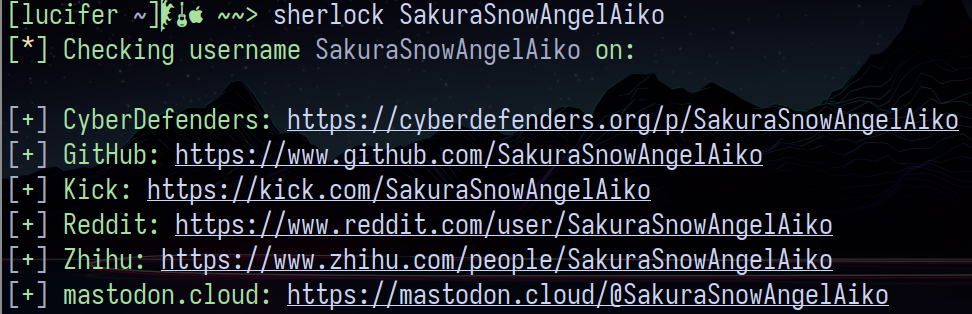 [lucifer ~] ~~> sherlock SakuraSnowAngelAiko
[*] Checking username SakuraSnowAngelAiko on:
[+] CyberDefenders: https://cyberdefenders.org/p/SakuraSnowAngelAiko
[+] GitHub: https://www.github.com/SakuraSnowAngelAiko
[+] Kick: https://kick.com/SakuraSnowAngelAiko
[+] Reddit: https://www.reddit.com/user/SakuraSnowAngelAiko
[+] Zhihu: https://www.zhihu.com/people/SakuraSnowAngelAiko
[+] mastodon.cloud: https://mastodon.cloud/@SakuraSnowAngelAiko